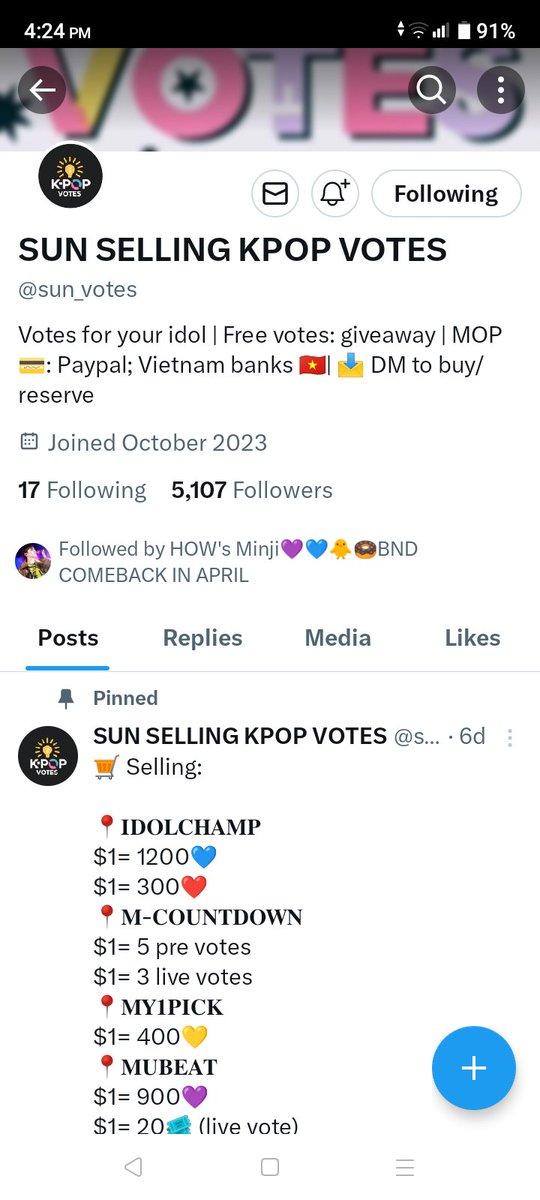 4:24 PM
91%
VOTES
K-POP
VOTES
Following
SUN SELLING KPOP VOTES
@sun_votes
Votes for your idol | Free votes: giveaway | MOP
💳: Paypal; Vietnam banks 🇻🇳| 📩 DM to buy/
reserve
Joined October 2023
17 Following 5,107 Followers
Followed by HOW's Minji💜💙🐥🍩BND
COMEBACK IN APRIL
Posts Replies Media Likes
Pinned
K-POP
VOTES
SUN SELLING KPOP VOTES @s... · 6d
🛒 Selling:
📍𝐈𝐃𝐎𝐋𝐂𝐇𝐀𝐌𝐏
$1= 1200💙
$1= 300❤️
📍𝐌-𝐂𝐎𝐔𝐍𝐓𝐃𝐎𝐖𝐍
$1= 5 pre votes
$1= 3 live votes
📍𝐌𝐘𝟏𝐏𝐈𝐂𝐊
$1= 400💛
📍𝐌𝐔𝐁𝐄𝐀𝐓
$1= 900💜
$1= 20🎫 (live vote)